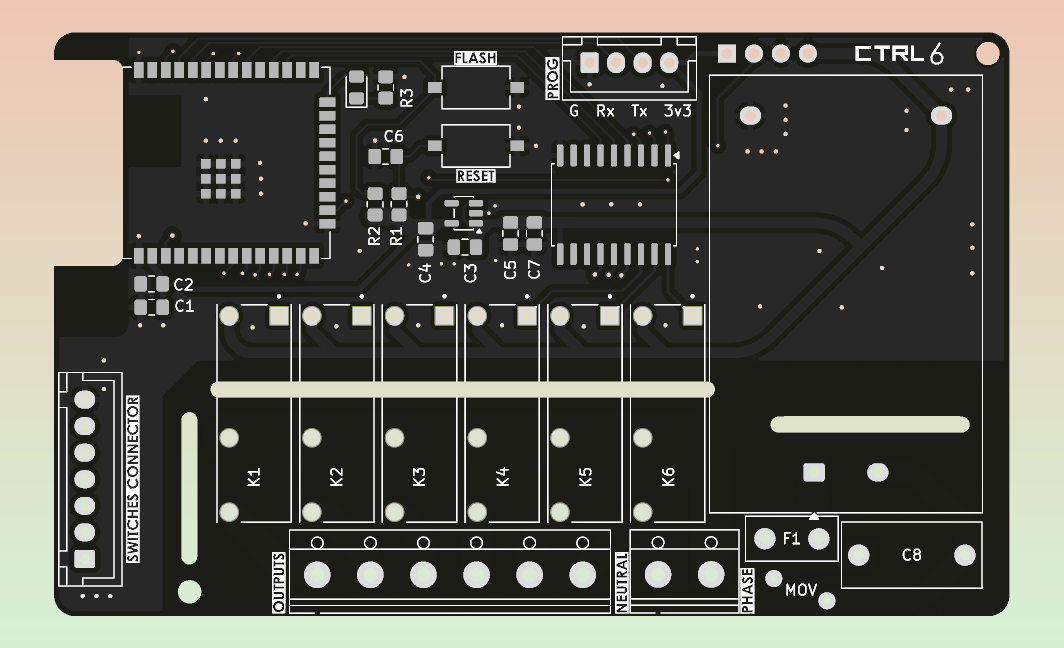 FLASH
PROG
CTRL6
R3
G Rx Tx 3v3
C6
RESET
R2
R1
C4
C3
C5
C7
C2
C1
SWITCHES CONNECTOR
K1
K2
K3
K4
K5
K6
OUTPUTS
NEUTRAL
PHASE
F1
C8
MOV